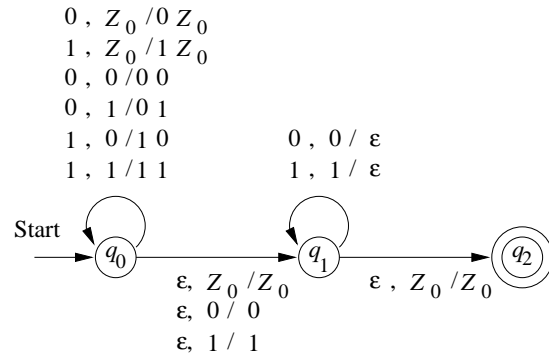 0 , Z0 / 0 Z0
1 , Z0 / 1 Z0
0 , 0 / 0 0
0 , 1 / 0 1
1 , 0 / 1 0
1 , 1 / 1 1
0 , 0 / ε
1 , 1 / ε
Start
q0
q1
q2
ε, Z0 / Z0
ε, 0 / 0
ε, 1 / 1
ε , Z0 / Z0